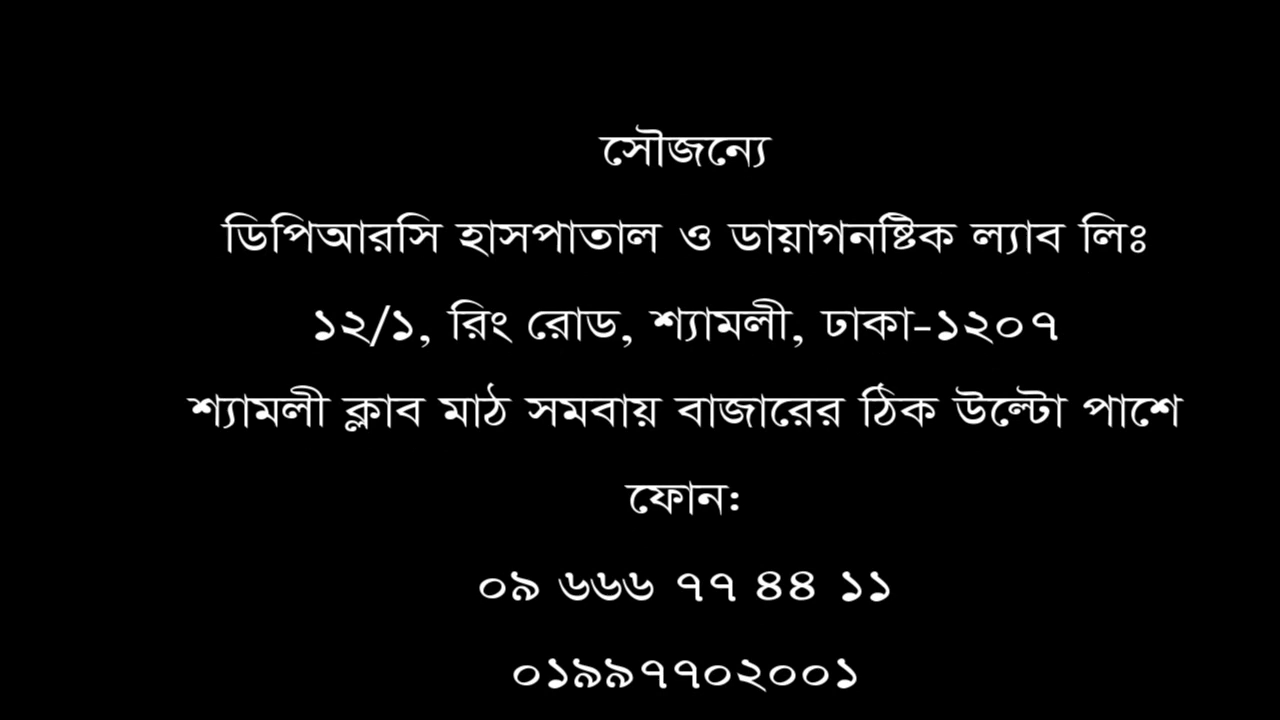 সৌজন্যে
ডিপিআরসি হাসপাতাল ও ডায়াগনষ্টিক ল্যাব লিঃ
১২/১, রিং রোড, শ্যামলী, ঢাকা-১২০৭
শ্যামলী ক্লাব মাঠ সমবায় বাজারের ঠিক উল্টো পাশে
ফোন:
০৯ ৬৬৬ ৭৭ ৪৪ ১১
০১৯৯৭৭০২০০১